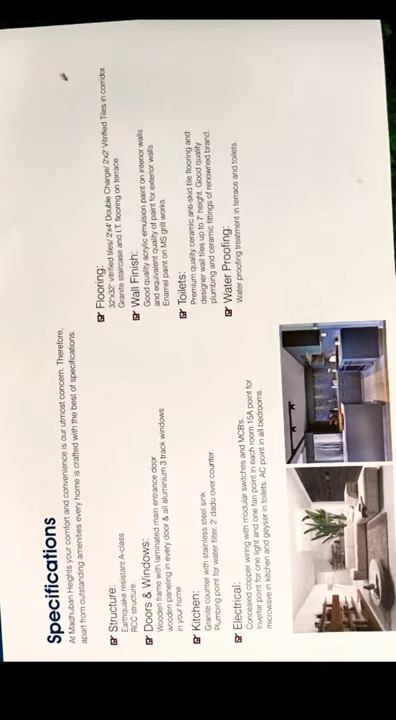 Specifications
At Madhuban Heights your comfort and convenience is our utmost concern. Therefore,
apart from outstanding amenities every home is crafted with the best of specifications.
Structure:
Earthquake resistant A-class
RCC structure.
Doors & Windows:
Wooden frame with laminated main entrance door
wooden paneling in every door & all aluminium 3 track windows
in your home
Kitchen:
Granite counter with stainless steel sink.
Plumbing point for water filter. 2' dado over counter.
Electrical:
Concealed copper wiring with modular switches and MCB's
Inverter point for one light and one fan point in each room.15A point for
microwave in kitchen and geyser in toilets. AC point in all bedrooms.
Flooring:
32"x32" vitrified tiles/ 2'x4' Double Charge/ 2'x2' Vitrified Tiles in corridor.
Granite staircase and I.T. flooring on terrace.
Wall Finish:
Good quality acrylic emulsion paint on interior walls
and equivalent quality of paint for exterior walls.
Enamel paint on MS grill works.
Toilets:
Premium quality ceramic anti-skid tile flooring and
designer wall tiles up to 7' height. Good quality
plumbing and ceramic fittings of renowned brand.
Water Proofing:
Water proofing treatment in terrace and toilets.